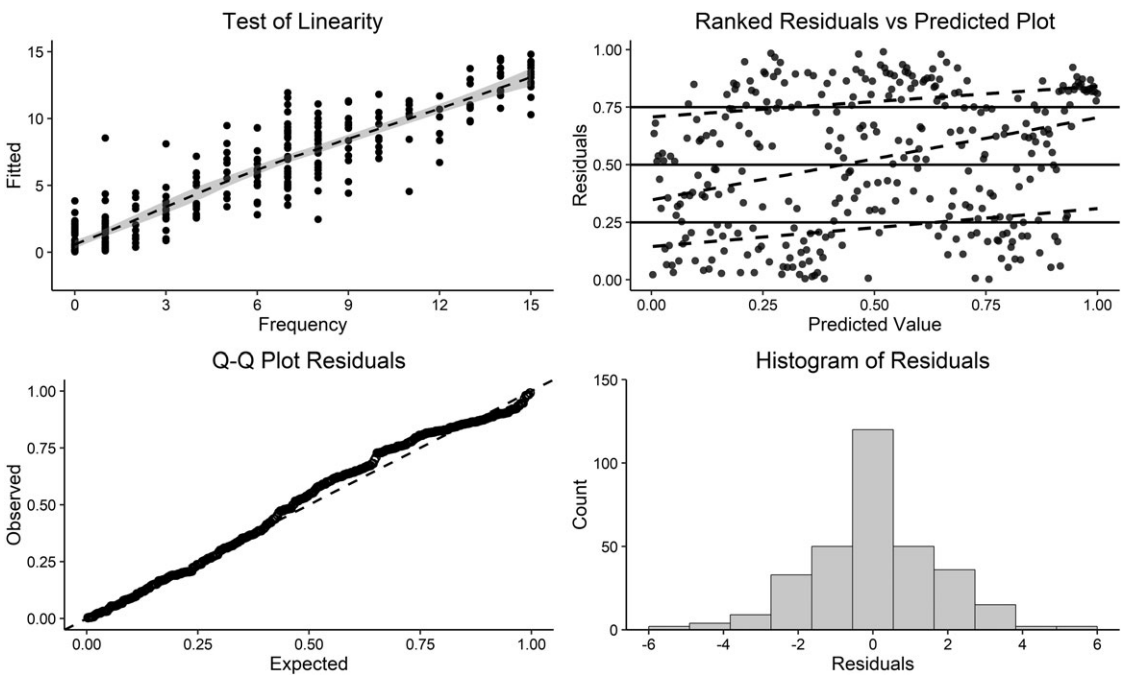 Test of Linearity
15
10
5
0
Fitted
0 3 6 9 12 15
Frequency
Ranked Residuals vs Predicted Plot
1.00
0.75
0.50
0.25
0.00
Residuals
0.00 0.25 0.50 0.75 1.00
Predicted Value
Q-Q Plot Residuals
1.00
0.75
0.50
0.25
0.00
Observed
0.00 0.25 0.50 0.75 1.00
Expected
Histogram of Residuals
150
100
50
0
Count
-6 -4 -2 0 2 4 6
Residuals